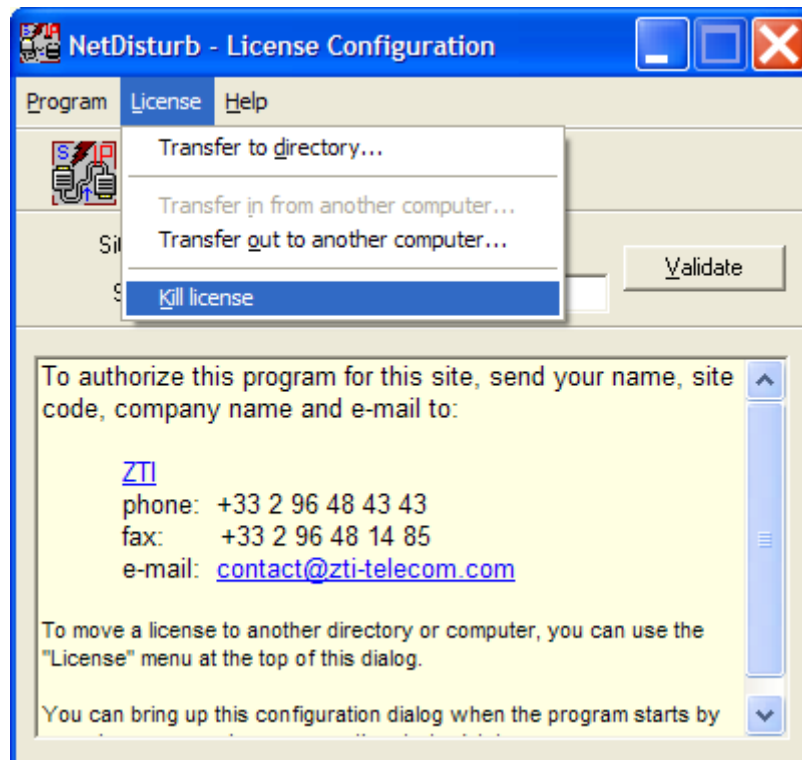 NetDisturb - License Configuration
Program License Help
Transfer to directory...
Transfer in from another computer...
Transfer out to another computer...
Kill license
Validate
To authorize this program for this site, send your name, site
code, company name and e-mail to:
ZTI
phone: +33 2 96 48 43 43
fax: +33 2 96 48 14 85
e-mail: contact@zti-telecom.com
To move a license to another directory or computer, you can use the
"License" menu at the top of this dialog.
You can bring up this configuration dialog when the program starts by